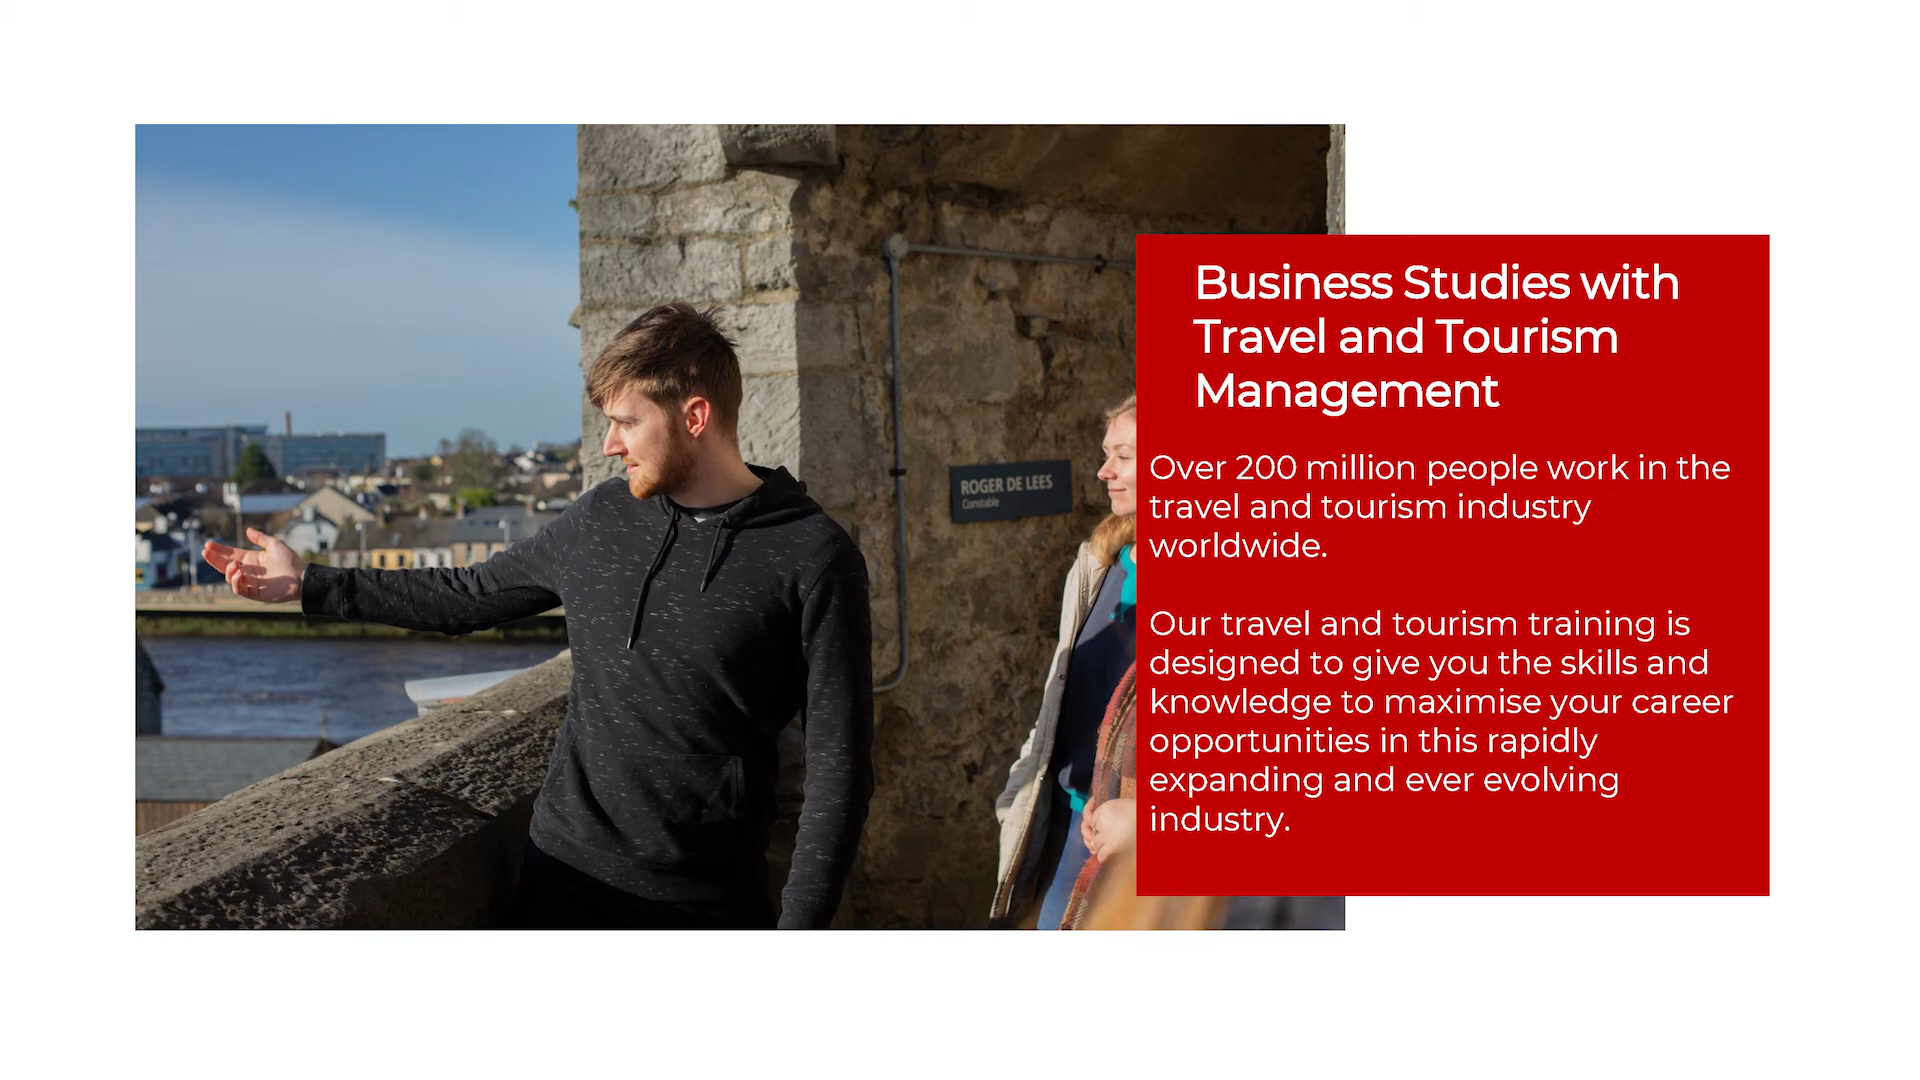 ROGER DE LEES
Constable
Business Studies with
Travel and Tourism
Management
Over 200 million people work in the
travel and tourism industry
worldwide.
Our travel and tourism training is
designed to give you the skills and
knowledge to maximise your career
opportunities in this rapidly
expanding and ever evolving
industry.